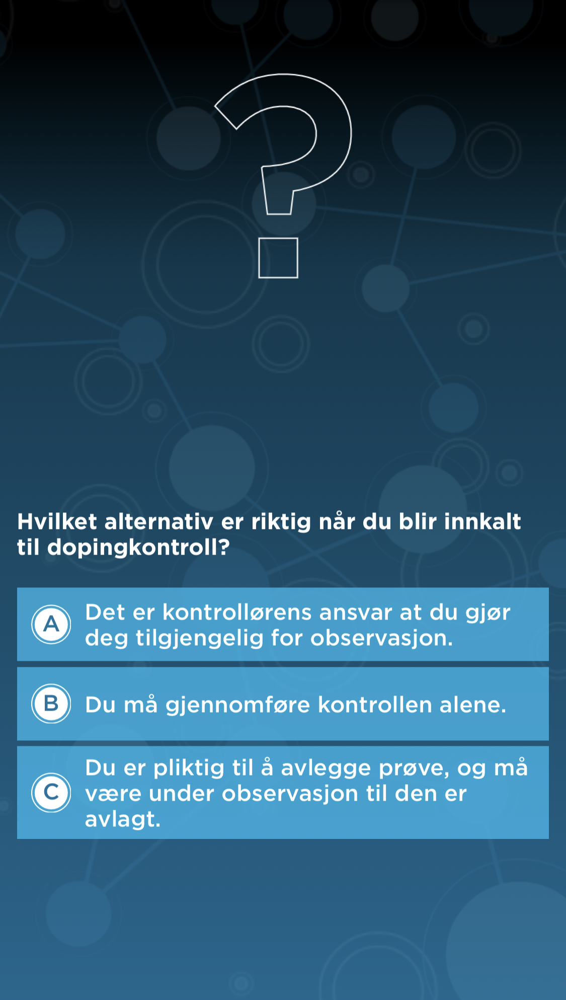 ?
Hvilket alternativ er riktig når du blir innkalt
til dopingkontroll?
A
Det er kontrollørens ansvar at du gjør
deg tilgjengelig for observasjon.
B
Du må gjennomføre kontrollen alene.
C
Du er pliktig til å avlegge prøve, og må
være under observasjon til den er
avlagt.